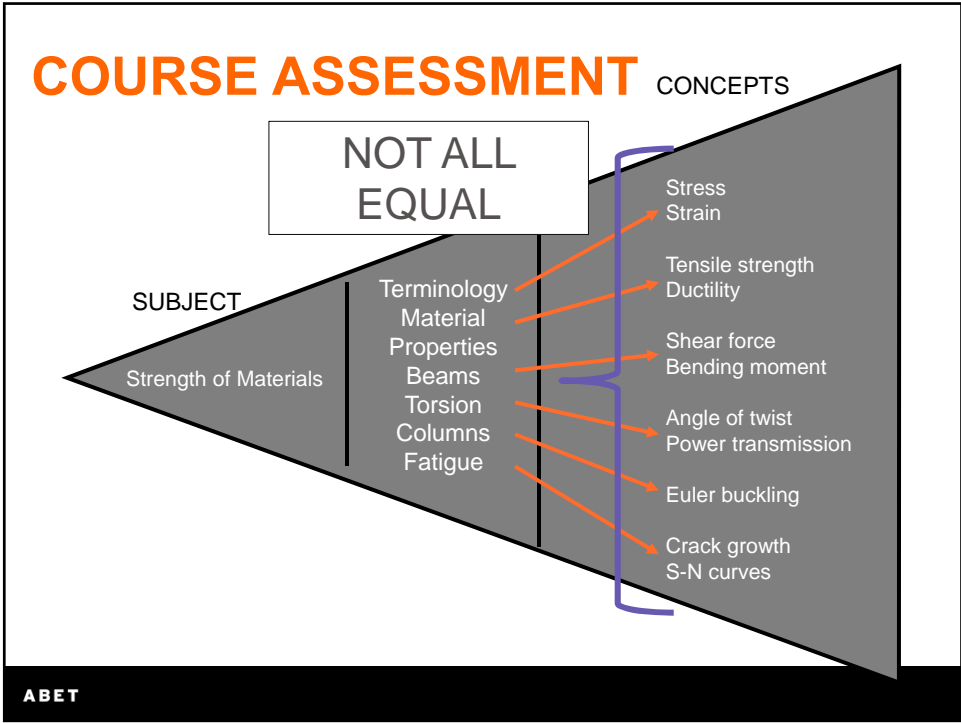 COURSE ASSESSMENT
CONCEPTS
NOT ALL
EQUAL
SUBJECT
Strength of Materials
Terminology
Material
Properties
Beams
Torsion
Columns
Fatigue
Stress
Strain
Tensile strength
Ductility
Shear force
Bending moment
Angle of twist
Power transmission
Euler buckling
Crack growth
S-N curves
ABET